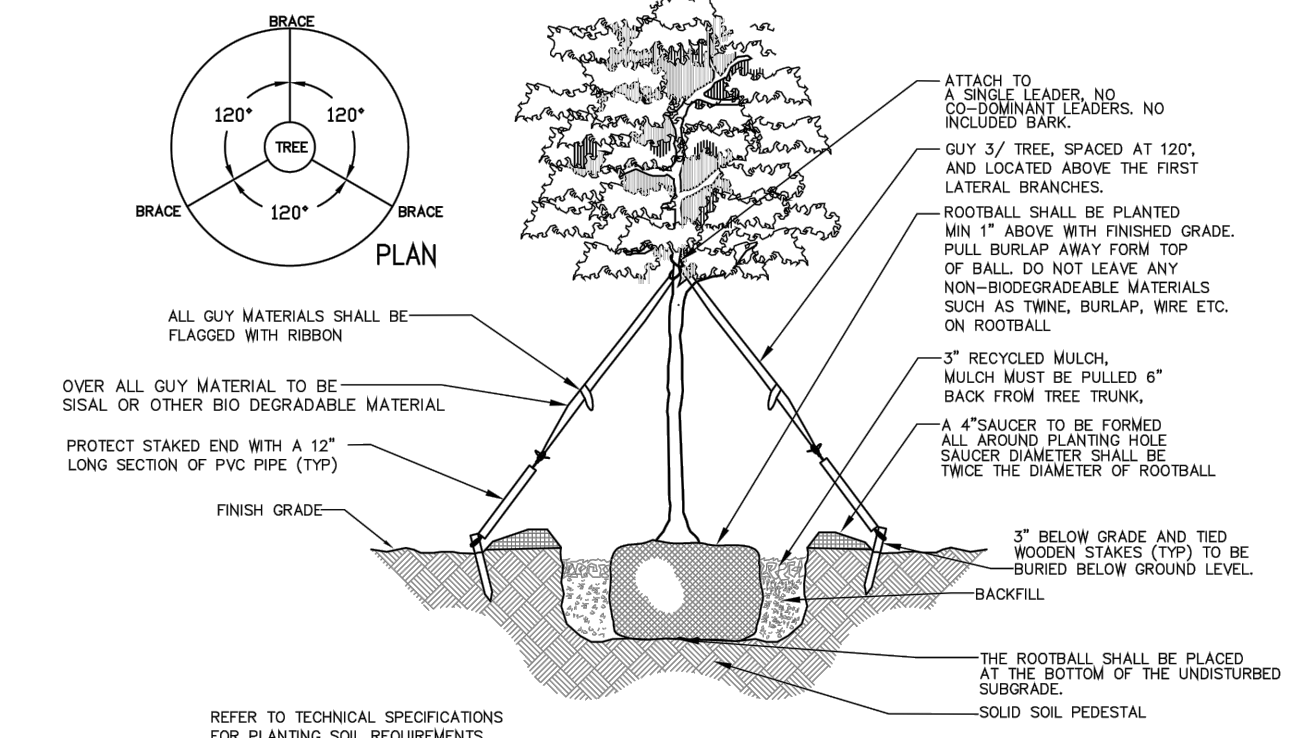 BRACE
120°
120°
TREE
120°
BRACE
BRACE
PLAN
ALL GUY MATERIALS SHALL BE
FLAGGED WITH RIBBON
OVER ALL GUY MATERIAL TO BE
SISAL OR OTHER BIO DEGRADABLE MATERIAL
PROTECT STAKED END WITH A 12"
LONG SECTION OF PVC PIPE (TYP)
FINISH GRADE
ATTACH TO
A SINGLE LEADER, NO
CO-DOMINANT LEADERS. NO
INCLUDED BARK.
GUY 3/ TREE, SPACED AT 120°,
AND LOCATED ABOVE THE FIRST
LATERAL BRANCHES.
ROOTBALL SHALL BE PLANTED
MIN 1" ABOVE WITH FINISHED GRADE.
PULL BURLAP AWAY FORM TOP
OF BALL. DO NOT LEAVE ANY
NON-BIODEGRADEABLE MATERIALS
SUCH AS TWINE, BURLAP, WIRE ETC.
ON ROOTBALL
3" RECYCLED MULCH,
MULCH MUST BE PULLED 6"
BACK FROM TREE TRUNK,
A 4"SAUCER TO BE FORMED
ALL AROUND PLANTING HOLE
SAUCER DIAMETER SHALL BE
TWICE THE DIAMETER OF ROOTBALL
3" BELOW GRADE AND TIED
WOODEN STAKES (TYP) TO BE
BURIED BELOW GROUND LEVEL.
BACKFILL
THE ROOTBALL SHALL BE PLACED
AT THE BOTTOM OF THE UNDISTURBED
SUBGRADE.
SOLID SOIL PEDESTAL
REFER TO TECHNICAL SPECIFICATIONS
FOR PLANTING SOIL REQUIREMENTS